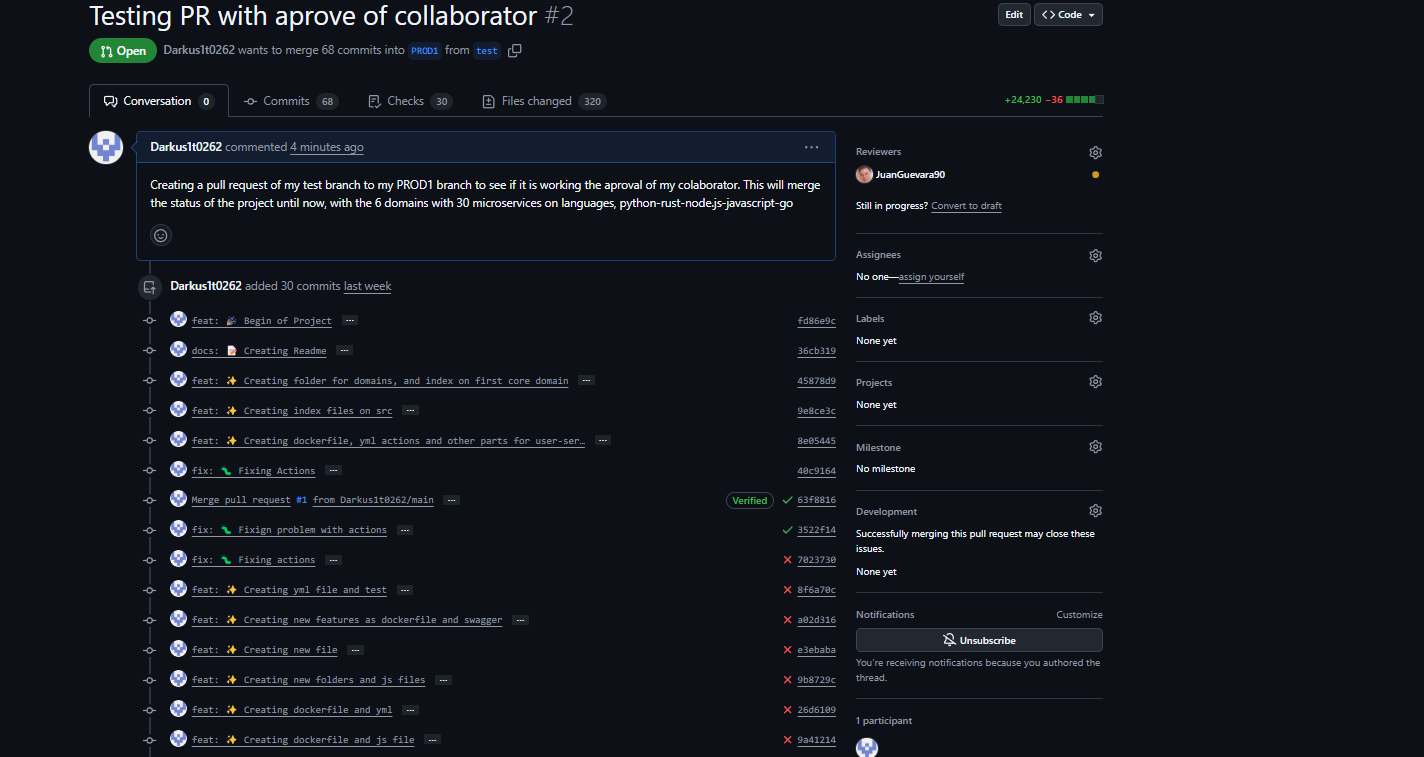 Testing PR with aprove of collaborator #2
Edit
Code
Open
Darkus1t0262 wants to merge 68 commits into PROD1 from test
Conversation 0
Commits 68
Checks 30
Files changed 320
+24,230 −36
Darkus1t0262 commented 4 minutes ago
Creating a pull request of my test branch to my PROD1 branch to see if it is working the aproval of my colaborator. This will merge
the status of the project until now, with the 6 domains with 30 microservices on languages, python-rust-node.js-javascript-go
Darkus1t0262 added 30 commits last week
feat: 🎉 Begin of Project ... fd86e9c
docs: 📝 Creating Readme ... 36cb319
feat: ✨ Creating folder for domains, and index on first core domain ... 45878d9
feat: ✨ Creating index files on src ... 9e8ce3c
feat: ✨ Creating dockerfile, yml actions and other parts for user-ser… ... 8e05445
fix: 🐛 Fixing Actions ... 40c9164
Merge pull request #1 from Darkus1t0262/main ... Verified 63f8816
fix: 🐛 Fixign problem with actions ... 3522f14
fix: 🐛 Fixing actions ... 7023730
feat: ✨ Creating yml file and test ... 8f6a70c
feat: ✨ Creating new features as dockerfile and swagger ... a02d316
feat: ✨ Creating new file ... e3ebaba
feat: ✨ Creating new folders and js files ... 9b8729c
feat: ✨ Creating dockerfile and yml ... 26d6109
feat: ✨ Creating dockerfile and js file ... 9a41214
Reviewers
JuanGuevara90
Still in progress? Convert to draft
Assignees
No one—assign yourself
Labels
None yet
Projects
None yet
Milestone
No milestone
Development
Successfully merging this pull request may close these
issues.
None yet
Notifications
Customize
Unsubscribe
You're receiving notifications because you authored the
thread.
1 participant